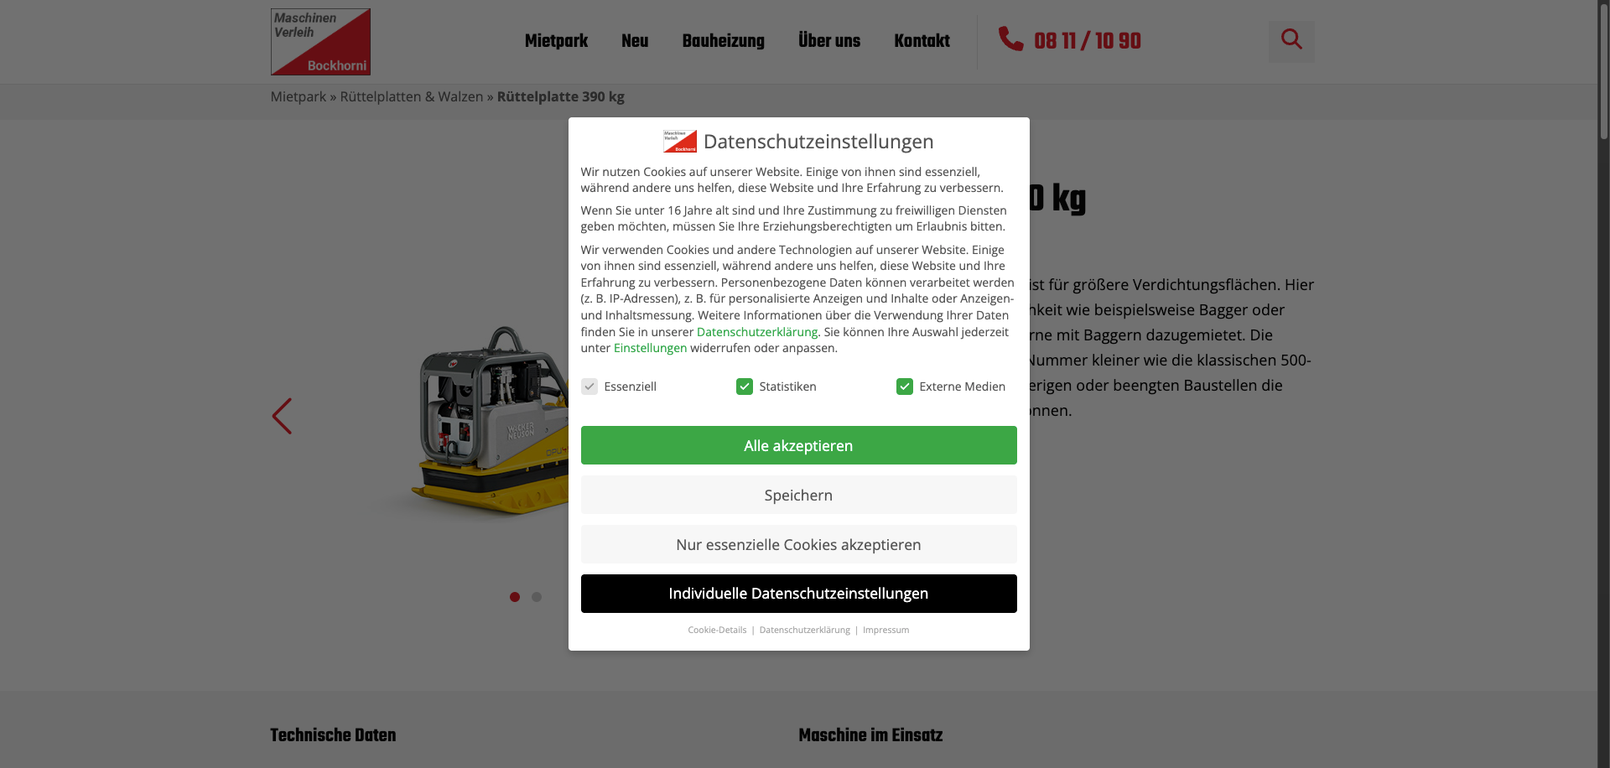 Maschinen
Verleih
Bockhorni
Mietpark
Neu
Bauheizung
Über uns
Kontakt
08 11 / 10 90
Mietpark » Rüttelplatten & Walzen » Rüttelplatte 390 kg
Datenschutzeinstellungen
Wir nutzen Cookies auf unserer Website. Einige von ihnen sind essenziell,
während andere uns helfen, diese Website und Ihre Erfahrung zu verbessern.
Wenn Sie unter 16 Jahre alt sind und Ihre Zustimmung zu freiwilligen Diensten
geben möchten, müssen Sie Ihre Erziehungsberechtigten um Erlaubnis bitten.
Wir verwenden Cookies und andere Technologien auf unserer Website. Einige
von ihnen sind essenziell, während andere uns helfen, diese Website und Ihre
Erfahrung zu verbessern. Personenbezogene Daten können verarbeitet werden
(z. B. IP-Adressen), z. B. für personalisierte Anzeigen und Inhalte oder Anzeigen-
und Inhaltsmessung. Weitere Informationen über die Verwendung Ihrer Daten
finden Sie in unserer Datenschutzerklärung. Sie können Ihre Auswahl jederzeit
unter Einstellungen widerrufen oder anpassen.
Essenziell
Statistiken
Externe Medien
Alle akzeptieren
Speichern
Nur essenzielle Cookies akzeptieren
Individuelle Datenschutzeinstellungen
Cookie-Details | Datenschutzerklärung | Impressum
0 kg
ist für größere Verdichtungsflächen. Hier
hkeit wie beispielsweise Bagger oder
rne mit Baggern dazugemietet. Die
Nummer kleiner wie die klassischen 500-
erigen oder beengten Baustellen die
onnen.
WACKER
NEUSON
Technische Daten
Maschine im Einsatz